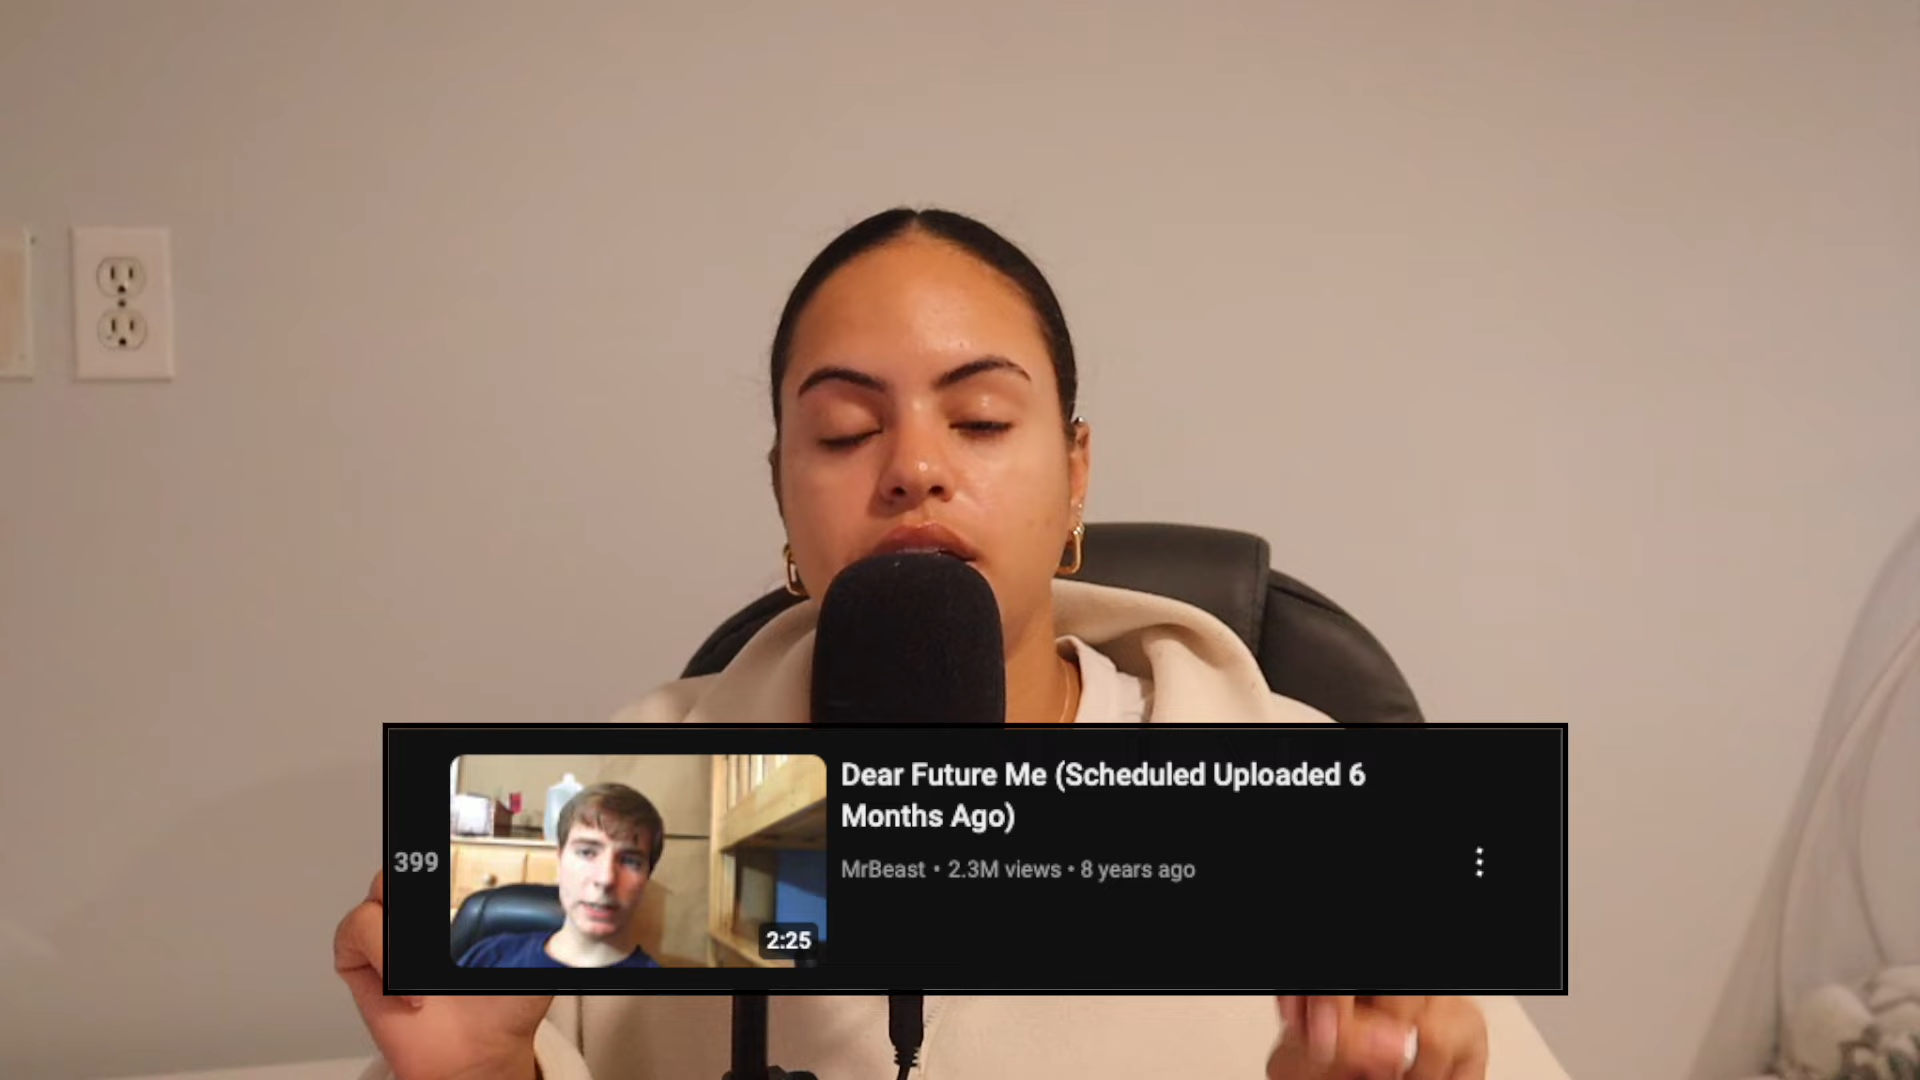 399
Dear Future Me (Scheduled Uploaded 6
Months Ago)
MrBeast • 2.3M views • 8 years ago
2:25